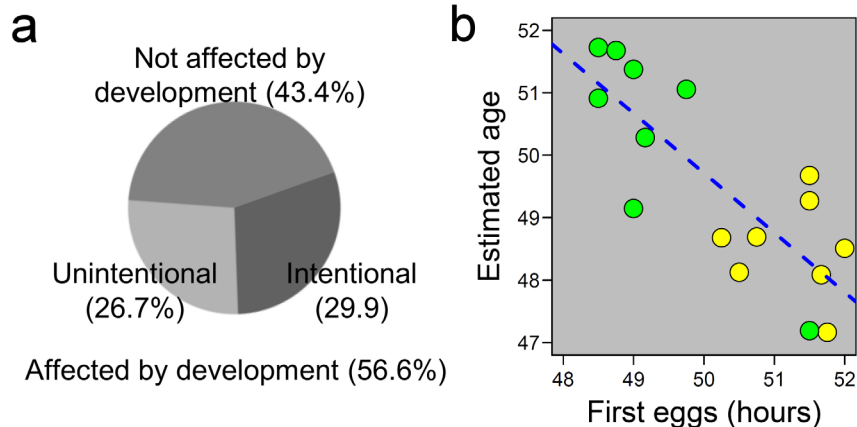 a
Not affected by
development (43.4%)
Unintentional
(26.7%)
Intentional
(29.9)
Affected by development (56.6%)
b
Estimated age
52
51
50
49
48
47
48 49 50 51 52
First eggs (hours)